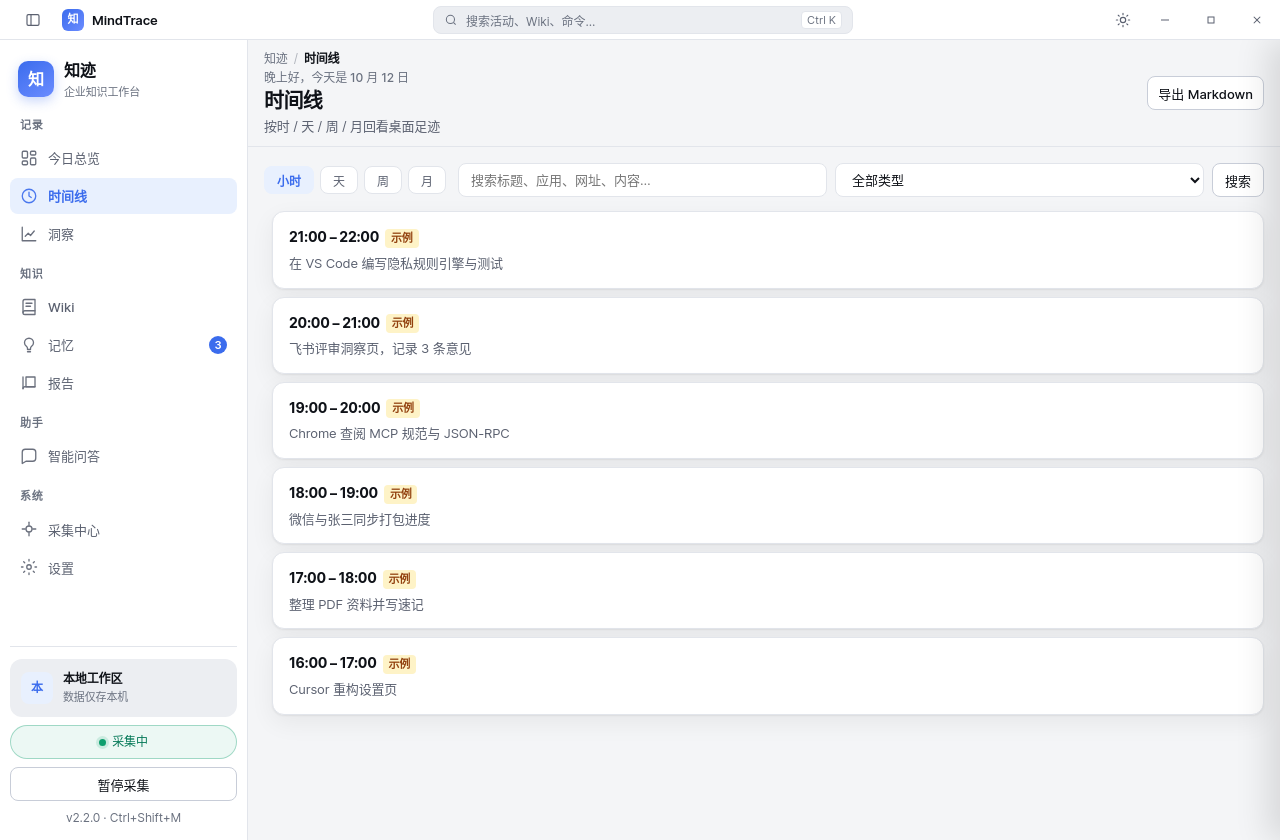 知 MindTrace
搜索活动、Wiki、命令... Ctrl K
知 知迹
企业知识工作台
记录
今日总览
时间线
洞察
知识
Wiki
记忆 3
报告
助手
智能问答
系统
采集中心
设置
本 本地工作区
数据仅存本机
采集中
暂停采集
v2.2.0 · Ctrl+Shift+M
知迹 / 时间线
晚上好，今天是 10 月 12 日
时间线
按时 / 天 / 周 / 月回看桌面足迹
导出 Markdown
小时 天 周 月 搜索标题、应用、网址、内容... 全部类型 搜索
21:00 – 22:00 示例
在 VS Code 编写隐私规则引擎与测试
20:00 – 21:00 示例
飞书评审洞察页，记录 3 条意见
19:00 – 20:00 示例
Chrome 查阅 MCP 规范与 JSON-RPC
18:00 – 19:00 示例
微信与张三同步打包进度
17:00 – 18:00 示例
整理 PDF 资料并写速记
16:00 – 17:00 示例
Cursor 重构设置页